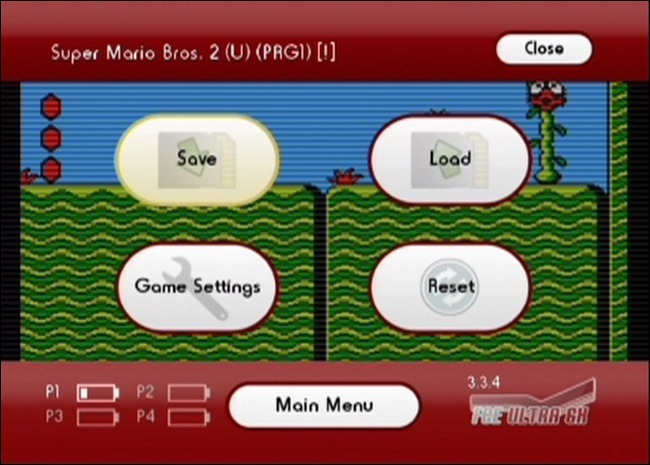 Super Mario Bros. 2 (U) (PRG1) [!]
Close
Save
Load
Game Settings
Reset
P1 P2
P3 P4
Main Menu
3.3.4
FCE ULTRA GX